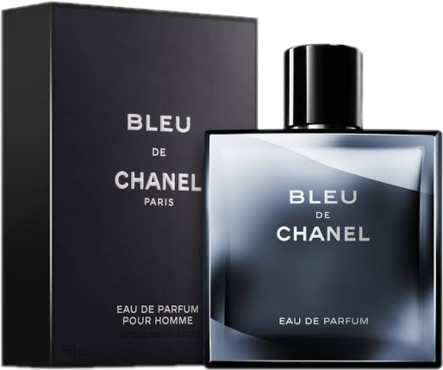 BLEU
DE
CHANEL
PARIS
EAU DE PARFUM
POUR HOMME
BLEU
DE
CHANEL
EAU DE PARFUM